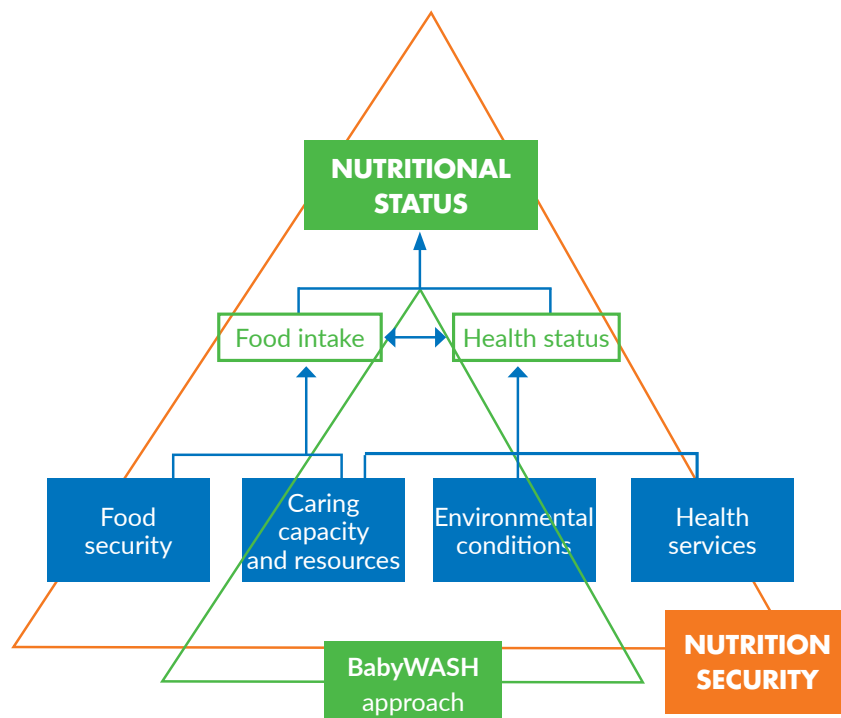 NUTRITIONAL
STATUS
Food intake
Health status
Food
security
Caring
capacity
and resources
Environmental
conditions
Health
services
BabyWASH
approach
NUTRITION
SECURITY